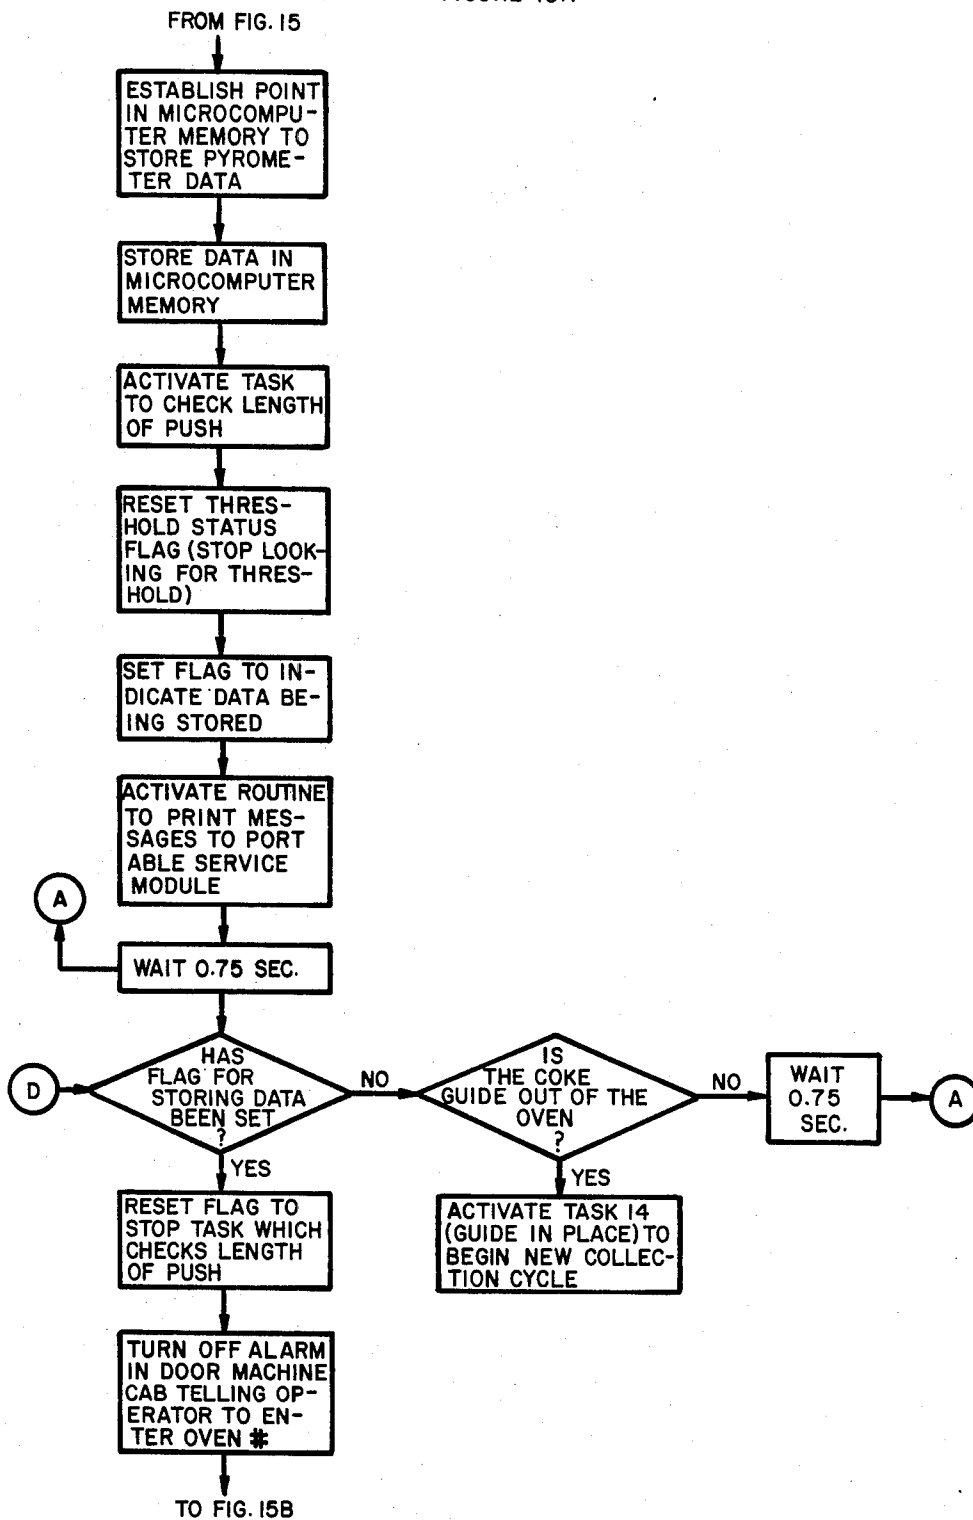 FROM FIG. 15
ESTABLISH POINT
IN MICROCOMPU-
TER MEMORY TO
STORE PYROME-
TER DATA
STORE DATA IN
MICROCOMPUTER
MEMORY
ACTIVATE TASK
TO CHECK LENGTH
OF PUSH
RESET THRES-
HOLD STATUS
FLAG (STOP LOOK-
ING FOR THRES-
HOLD)
SET FLAG TO IN-
DICATE DATA BE-
ING STORED
ACTIVATE ROUTINE
TO PRINT MES-
SAGES TO PORT
ABLE SERVICE
MODULE
A
WAIT 0.75 SEC.
D
HAS
FLAG FOR
STORING DATA
BEEN SET
?
NO
IS
THE COKE
GUIDE OUT OF THE
OVEN
?
NO
WAIT
0.75
SEC.
A
YES
YES
RESET FLAG TO
STOP TASK WHICH
CHECKS LENGTH
OF PUSH
ACTIVATE TASK 14
(GUIDE IN PLACE) TO
BEGIN NEW COLLEC-
TION CYCLE
TURN OFF ALARM
IN DOOR MACHINE
CAB TELLING OP-
ERATOR TO EN-
TER OVEN #
TO FIG. 15B